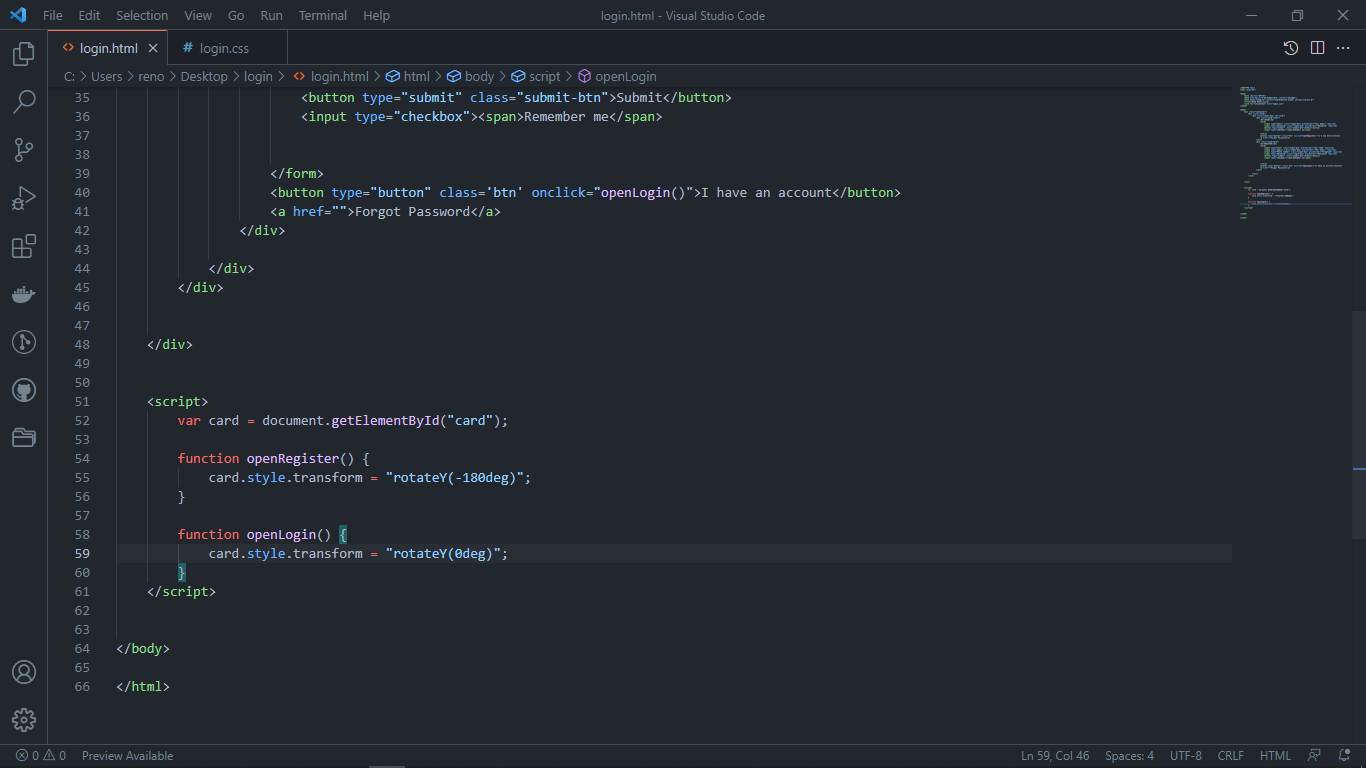 File Edit Selection View Go Run Terminal Help login.html - Visual Studio Code
<> login.html # login.css
C: > Users > reno > Desktop > login > <> login.html > html > body > script > openLogin
35 <button type="submit" class="submit-btn">Submit</button>
36 <input type="checkbox"><span>Remember me</span>
37
38
39 </form>
40 <button type="button" class='btn' onclick="openLogin()">I have an account</button>
41 <a href="">Forgot Password</a>
42 </div>
43
44 </div>
45 </div>
46
47
48 </div>
49
50
51 <script>
52 var card = document.getElementById("card");
53
54 function openRegister() {
55 card.style.transform = "rotateY(-180deg)";
56 }
57
58 function openLogin() {
59 card.style.transform = "rotateY(0deg)";
60 }
61 </script>
62
63
64 </body>
65
66 </html>
0 0 Preview Available Ln 59, Col 46 Spaces: 4 UTF-8 CRLF HTML